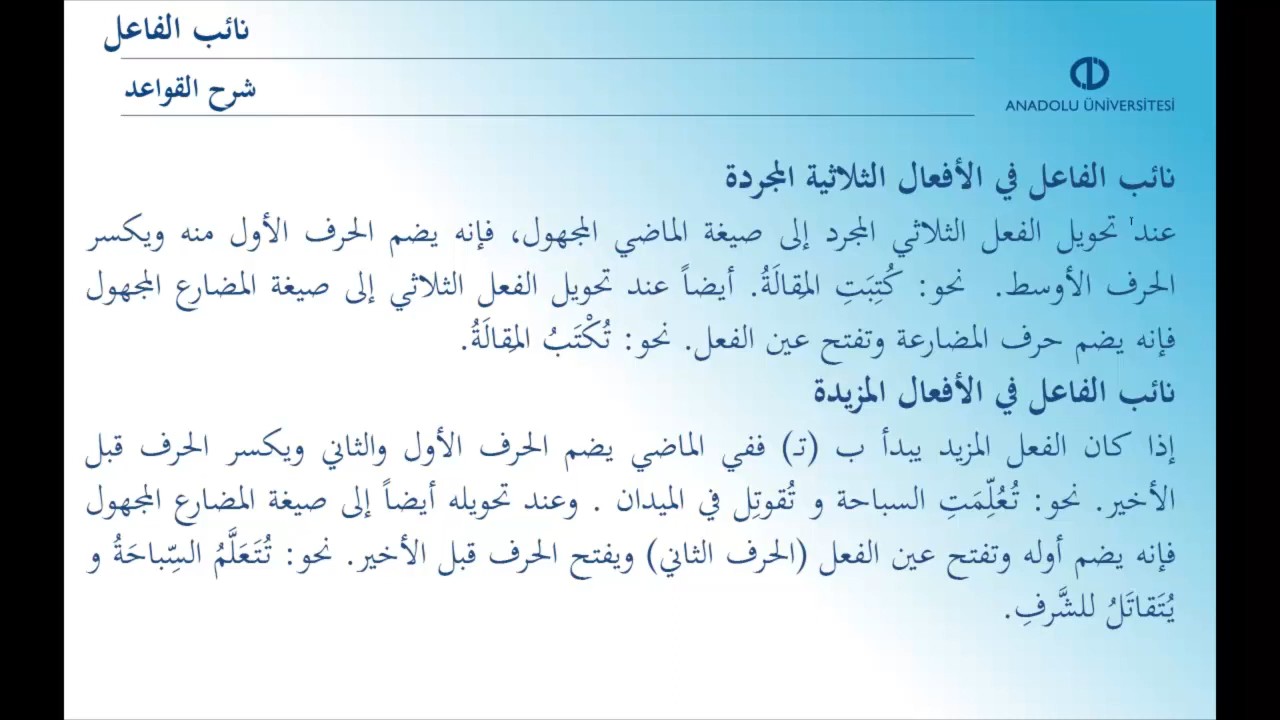 نائب الفاعل
شرح القواعد
ANADOLU ÜNİVERSİTESİ
نائب الفاعل في الأفعال الثلاثية المجردة
عند تحويل الفعل الثلاثي المجرد إلى صيغة الماضي المجهول، فإنه يضم الحرف الأول منه ويكسر
الحرف الأوسط. نحو: كُتِبَتِ المِقالَةُ. أيضاً عند تحويل الفعل الثلاثي إلى صيغة المضارع المجهول
فإنه يضم حرف المضارعة وتفتح عين الفعل. نحو: تُكْتَبُ المِقالَةُ.
نائب الفاعل في الأفعال المزيدة
إذا كان الفعل المزيد يبدأ ب (تـ) ففي الماضي يضم الحرف الأول والثاني ويكسر الحرف قبل
الأخير. نحو: تُعُلِّمَتِ السباحة و تُقوتِل في الميدان . وعند تحويله أيضاً إلى صيغة المضارع المجهول
فإنه يضم أوله وتفتح عين الفعل (الحرف الثاني) ويفتح الحرف قبل الأخير. نحو: تُتَعَلَّمُ السِّباحَةُ و
يُتَقاتَلُ للشَّرفِ.